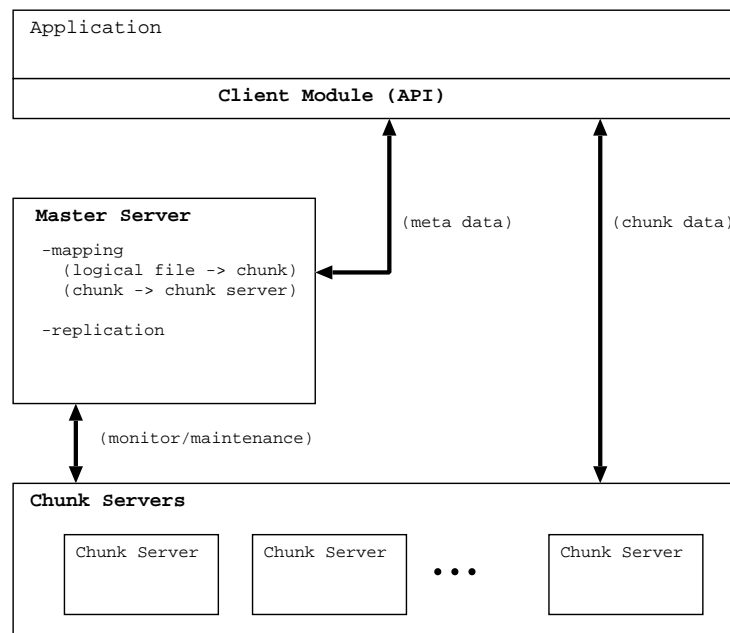 Application
Client Module (API)
Master Server
-mapping
(logical file -> chunk)
(chunk -> chunk server)
-replication
(meta data)
(chunk data)
(monitor/maintenance)
Chunk Servers
Chunk Server
Chunk Server
Chunk Server